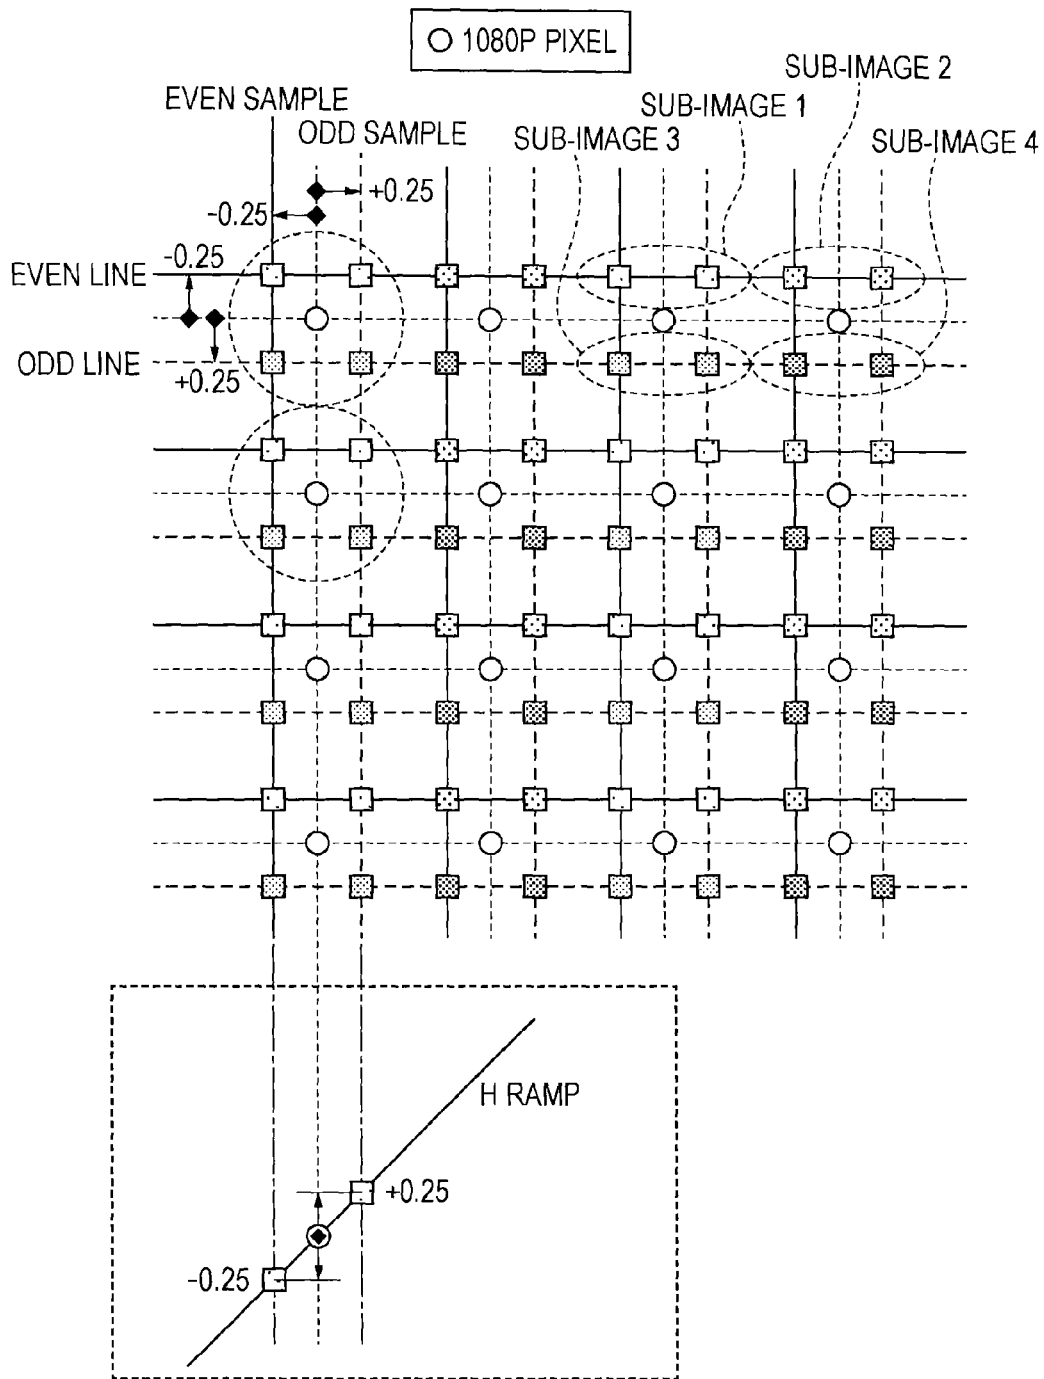 1080P PIXEL
SUB-IMAGE 2
EVEN SAMPLE
SUB-IMAGE 1
ODD SAMPLE
SUB-IMAGE 3
SUB-IMAGE 4
+0.25
-0.25
-0.25
EVEN LINE
ODD LINE
+0.25
H RAMP
+0.25
-0.25